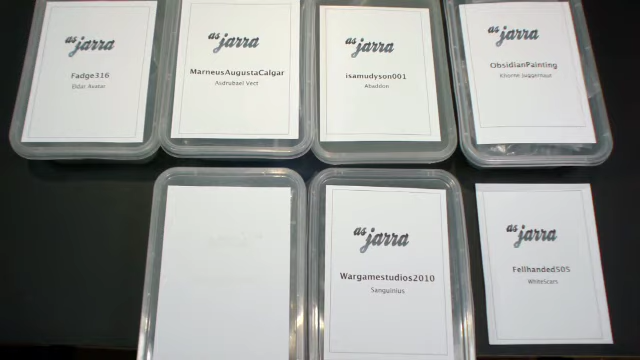 as jarra
Fadge316
Eldar Avatar
as jarra
MarneusAugustaCalgar
Asdrubael Vect
as jarra
isamudyson001
Abaddon
as jarra
ObsidianPainting
Khorne Juggernaut
as jarra
Wargamestudios2010
Sanguinius
as jarra
FellhandedSOS
WhiteScars